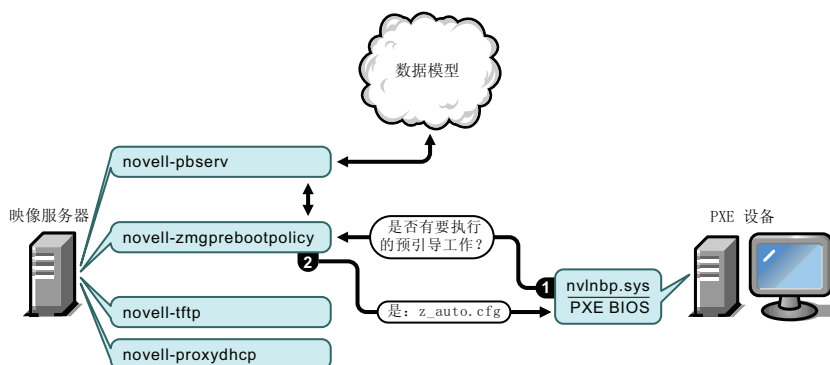 数据模型
novell-pbserv
映像服务器
novell-zmgprebootpolicy
是否有要执行
的预引导工作？
PXE 设备
2
1
nvlnbp.sys
PXE BIOS
novell-tftp
是：z_auto.cfg
novell-proxydhcp